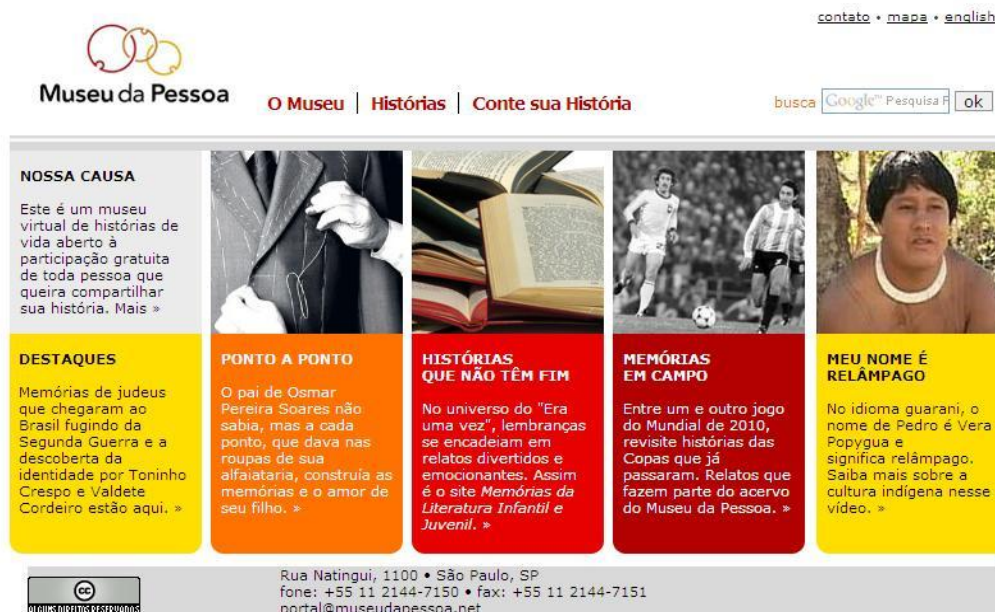 contato • mapa • english
Museu da Pessoa
O Museu | Histórias | Conte sua História
busca Google™ Pesquisa P ok
NOSSA CAUSA
Este é um museu
virtual de histórias de
vida aberto à
participação gratuita
de toda pessoa que
queira compartilhar
sua história. Mais »
DESTAQUES
Memórias de judeus
que chegaram ao
Brasil fugindo da
Segunda Guerra e a
descoberta da
identidade por Toninho
Crespo e Valdete
Cordeiro estão aqui. »
PONTO A PONTO
O pai de Osmar
Pereira Soares não
sabia, mas a cada
ponto, que dava nas
roupas de sua
alfaiataria, construía as
memórias e o amor de
seu filho. »
HISTÓRIAS
QUE NÃO TÊM FIM
No universo do "Era
uma vez", lembranças
se encadeiam em
relatos divertidos e
emocionantes. Assim
é o site Memórias da
Literatura Infantil e
Juvenil. »
MEMÓRIAS
EM CAMPO
Entre um e outro jogo
do Mundial de 2010,
revisite histórias das
Copas que já
passaram. Relatos que
fazem parte do acervo
do Museu da Pessoa. »
MEU NOME É
RELÂMPAGO
No idioma guarani, o
nome de Pedro é Vera
Popygua e
significa relâmpago.
Saiba mais sobre a
cultura indígena nesse
vídeo. »
cc
ALGUNS DIREITOS RESERVADOS
Rua Natingui, 1100 • São Paulo, SP
fone: +55 11 2144-7150 • fax: +55 11 2144-7151
portal@museudapessoa.net